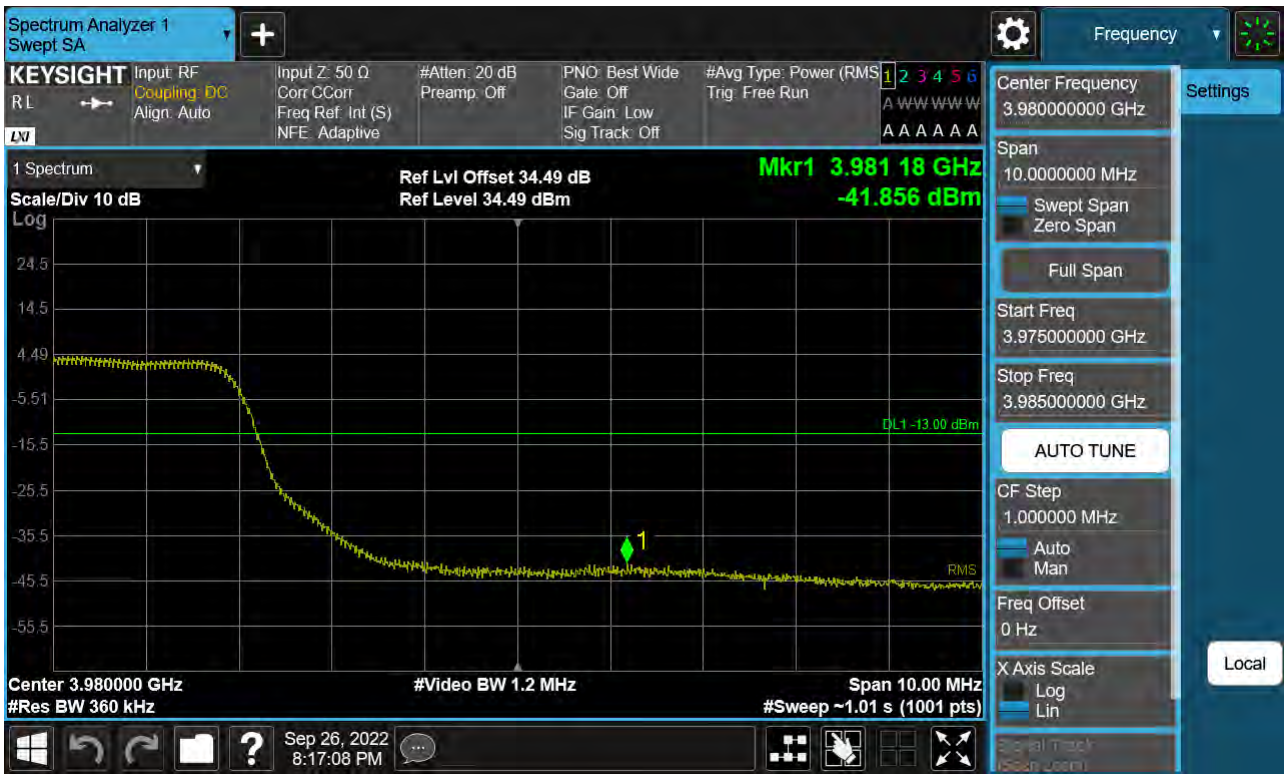 Spectrum Analyzer 1
Swept SA
+
Frequency
KEYSIGHT
R L
LXI
Input: RF
Coupling: DC
Align: Auto
Input Z: 50 Ω
Corr CCorr
Freq Ref: Int (S)
NFE: Adaptive
#Atten: 20 dB
Preamp: Off
PNO: Best Wide
Gate: Off
IF Gain: Low
Sig Track: Off
#Avg Type: Power (RMS
Trig: Free Run
1 2 3 4 5 6
A WW WW W
A A A A A A
1 Spectrum
Scale/Div 10 dB
Log
Ref Lvl Offset 34.49 dB
Ref Level 34.49 dBm
Mkr1 3.981 18 GHz
-41.856 dBm
24.5
14.5
4.49
-5.51
-15.5
-25.5
-35.5
-45.5
-55.5
DL1 -13.00 dBm
1
RMS
Center 3.980000 GHz
#Res BW 360 kHz
#Video BW 1.2 MHz
Span 10.00 MHz
#Sweep ~1.01 s (1001 pts)
Center Frequency
3.980000000 GHz
Settings
Span
10.0000000 MHz
Swept Span
Zero Span
Full Span
Start Freq
3.975000000 GHz
Stop Freq
3.985000000 GHz
AUTO TUNE
CF Step
1.000000 MHz
Auto
Man
Freq Offset
0 Hz
X Axis Scale
Log
Lin
Local
Signal Track
(Span Zoom)
?
Sep 26, 2022
8:17:08 PM